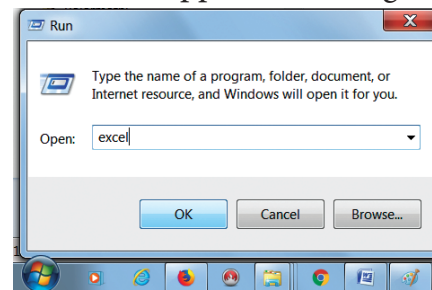 Run
Type the name of a program, folder, document, or
Internet resource, and Windows will open it for you.
Open: excel
OK Cancel Browse...